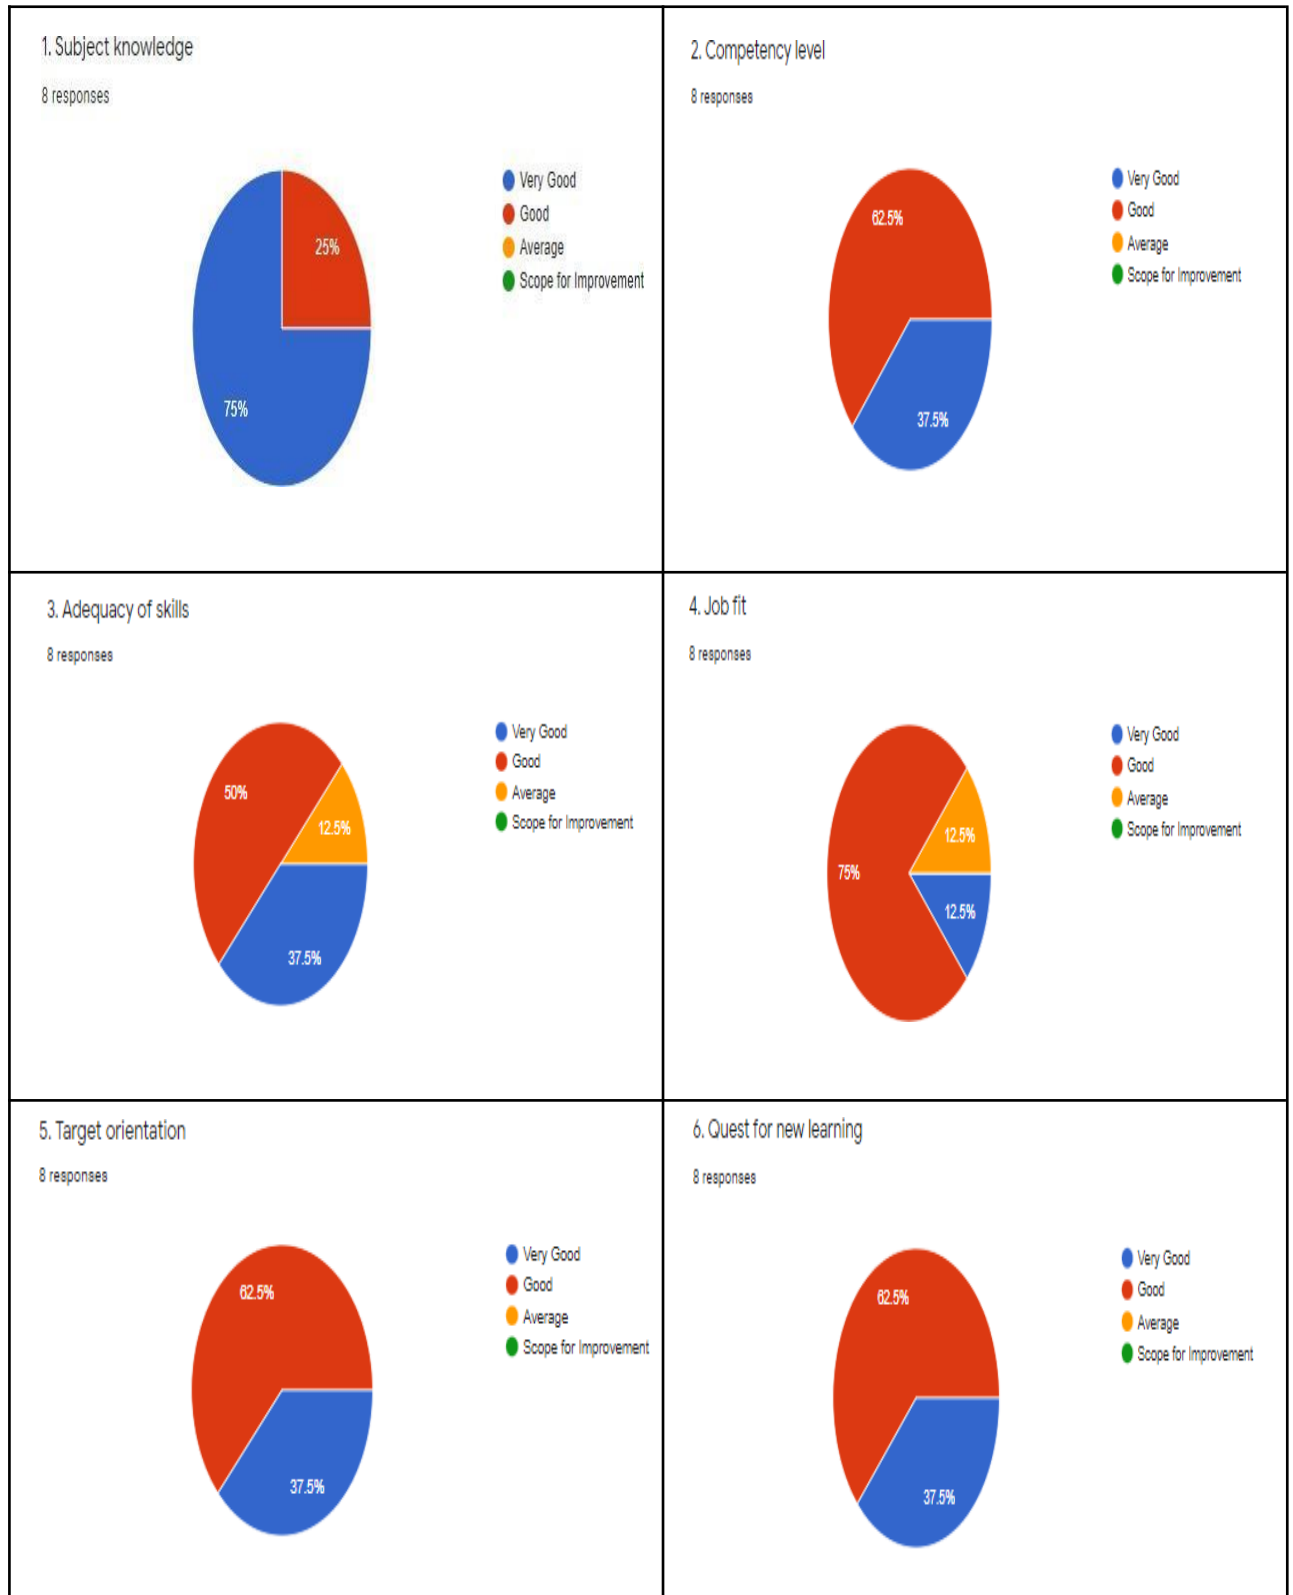 1. Subject knowledge
8 responses
Very Good
Good
Average
Scope for Improvement
25%
75%
2. Competency level
8 responses
Very Good
Good
Average
Scope for Improvement
62.5%
37.5%
3. Adequacy of skills
8 responses
Very Good
Good
Average
Scope for Improvement
50%
12.5%
37.5%
4. Job fit
8 responses
Very Good
Good
Average
Scope for Improvement
12.5%
75%
12.5%
5. Target orientation
8 responses
Very Good
Good
Average
Scope for Improvement
62.5%
37.5%
6. Quest for new learning
8 responses
Very Good
Good
Average
Scope for Improvement
62.5%
37.5%